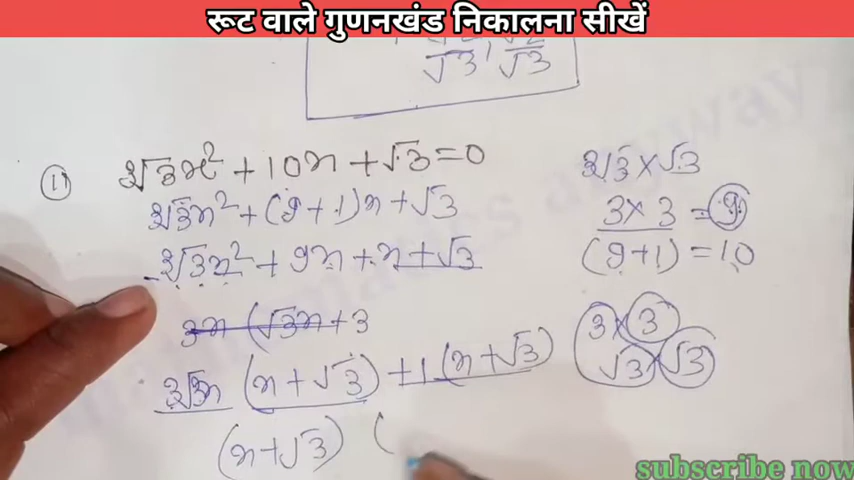 रूट वाले गुणनखंड निकालना सीखें
√3, √3
(11) 3√3x² + 10x + √3 = 0
3√3x² + (9+1)x + √3
3√3x² + 9x + x + √3
3x (√3x + 3
3√3x (x + √3) + 1 (x + √3)
(x + √3) (
3√3 × √3
3 × 3 = 9
(9+1) = 10
3 × 3
√3 × √3
subscribe now